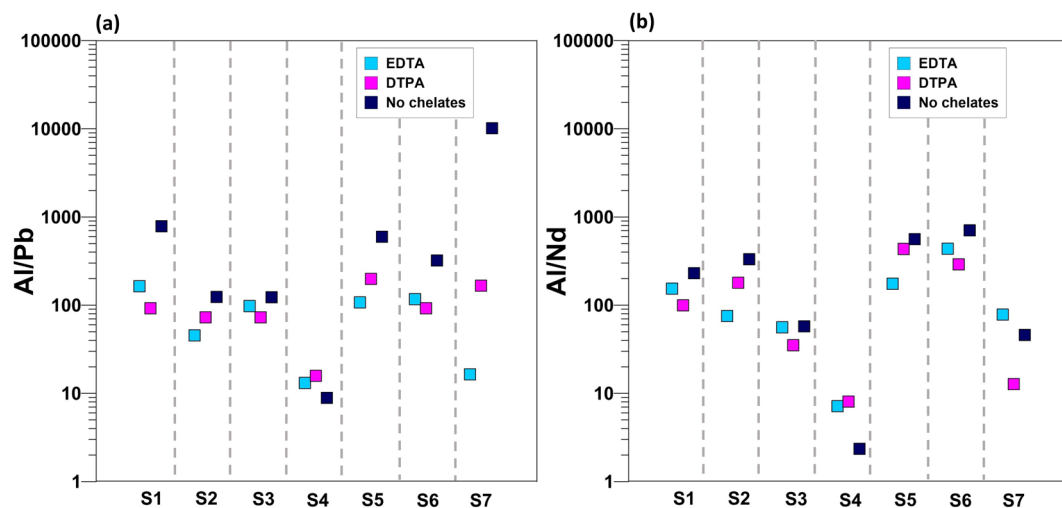 (a)
100000
10000
1000
100
10
1
Al/Pb
EDTA
DTPA
No chelates
S1 S2 S3 S4 S5 S6 S7
(b)
100000
10000
1000
100
10
1
Al/Nd
EDTA
DTPA
No chelates
S1 S2 S3 S4 S5 S6 S7